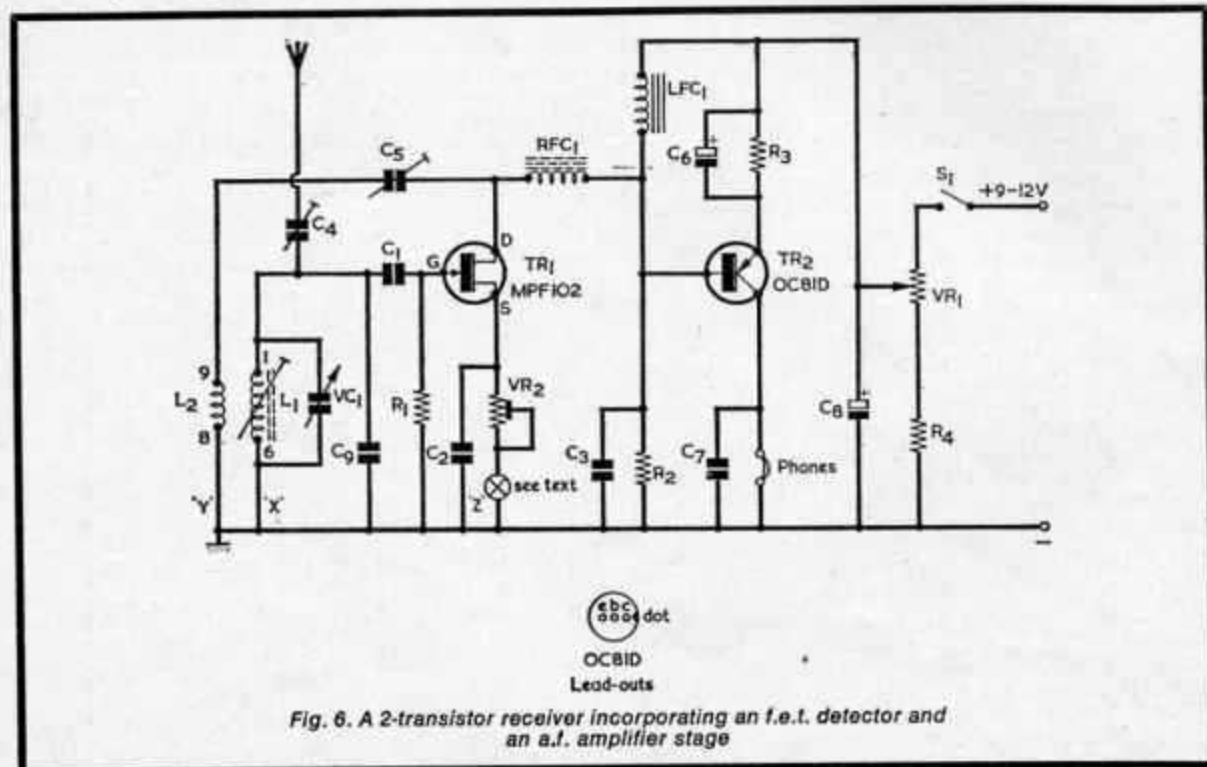 C5
RFC1
LFC1
C6
+
R3
S1
+9-12V
C4
C1
G
D
TR1
MPF102
S
TR2
OC81D
VR1
9
L2
8
1
L1
6
VC1
C9
R1
C2
VR2
see text
C3
R2
C7
Phones
C8
+
R4
"Y"
"X"
"Z"
-
e b c
dot
OC81D
Lead-outs
Fig. 6. A 2-transistor receiver incorporating an f.e.t. detector and
an a.f. amplifier stage